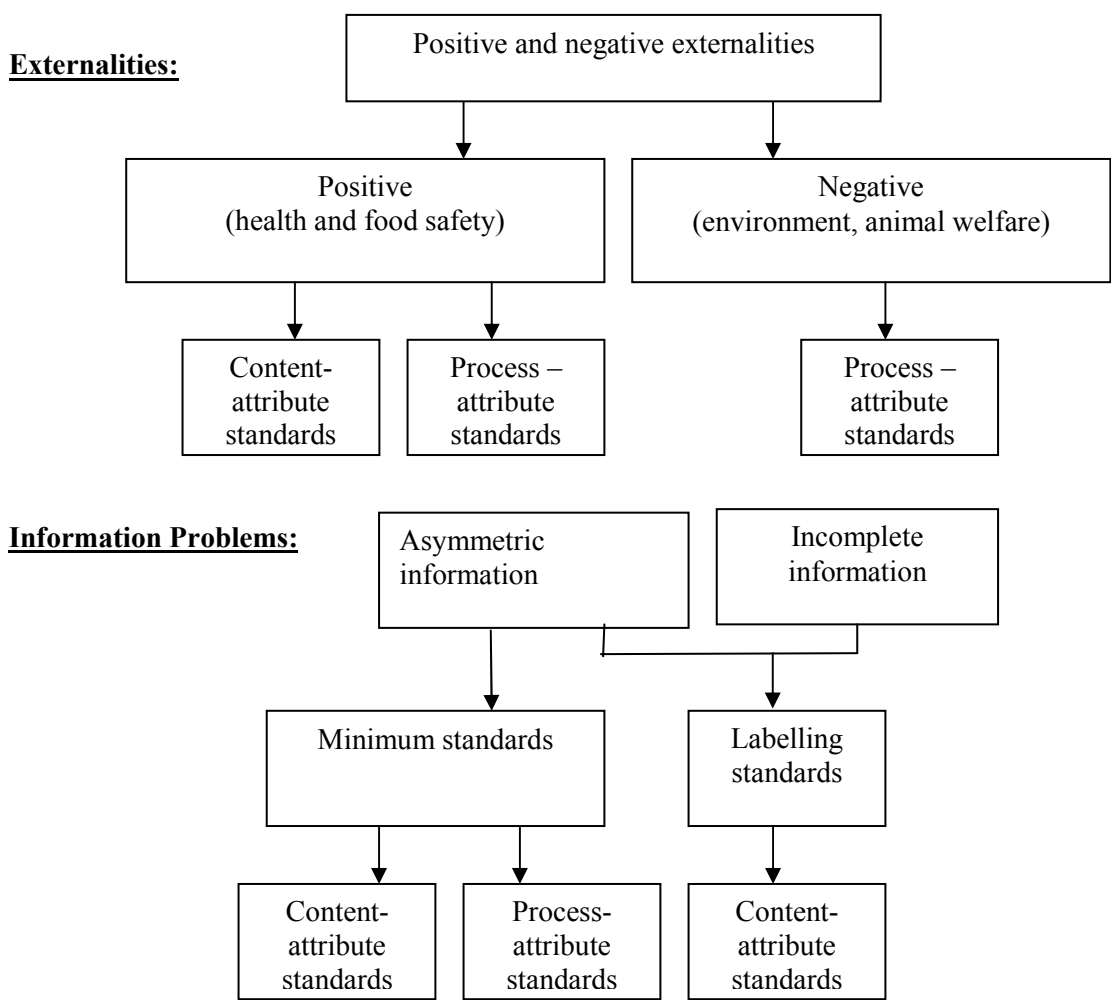 Externalities:
Positive and negative externalities
Positive
(health and food safety)
Negative
(environment, animal welfare)
Content-
attribute
standards
Process –
attribute
standards
Process –
attribute
standards
Information Problems:
Asymmetric
information
Incomplete
information
Minimum standards
Labelling
standards
Content-
attribute
standards
Process-
attribute
standards
Content-
attribute
standards